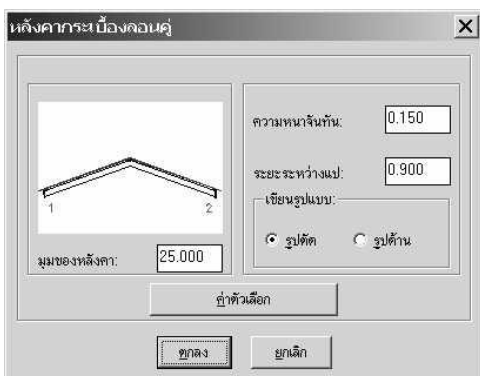 หลังคากระเบื้องลอนคู่
1
2
มุมของหลังคา: 25.000
ความหนาจันทัน: 0.150
ระยะระหว่างแป: 0.900
เขียนรูปแบบ:
รูปตัด รูปด้าน
ค่าตัวเลือก
ตกลง ยกเลิก